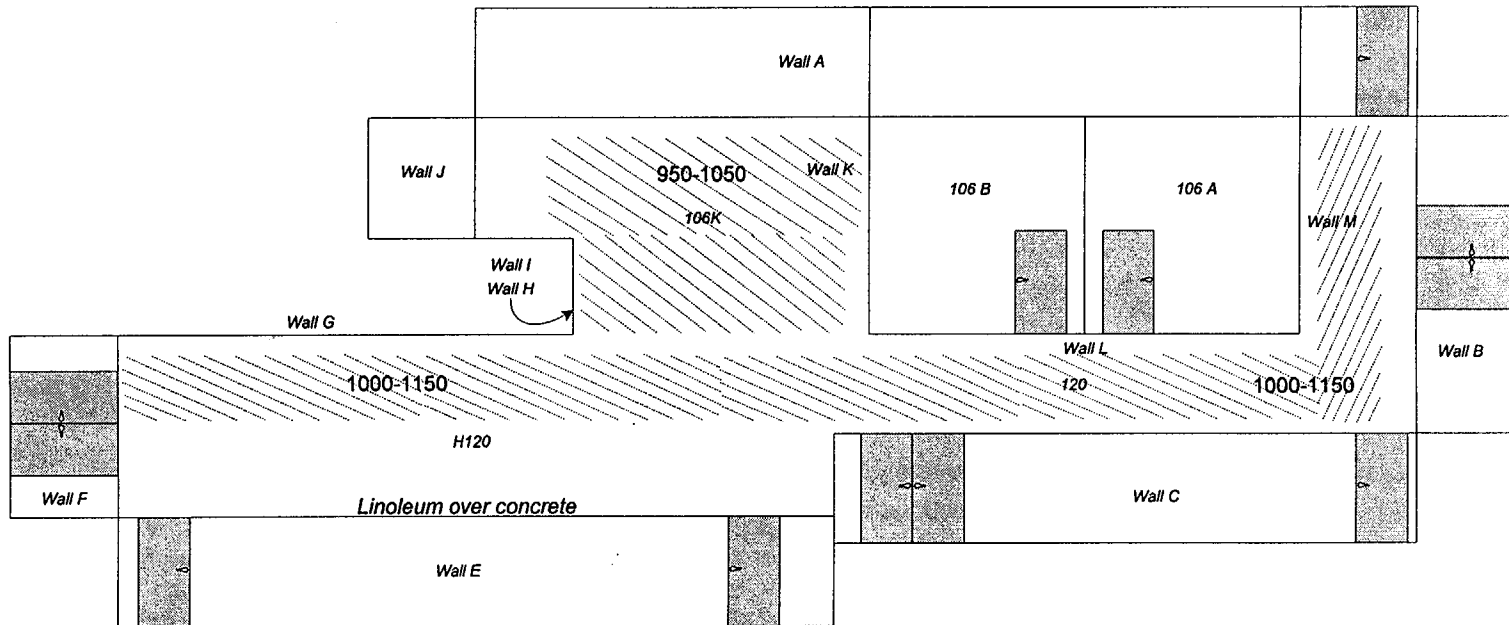 Wall A
Wall J
950-1050
Wall K
106K
106 B
106 A
Wall M
Wall I
Wall H
Wall G
Wall L
Wall B
1000-1150
120
1000-1150
H120
Wall F
Linoleum over concrete
Wall C
Wall E